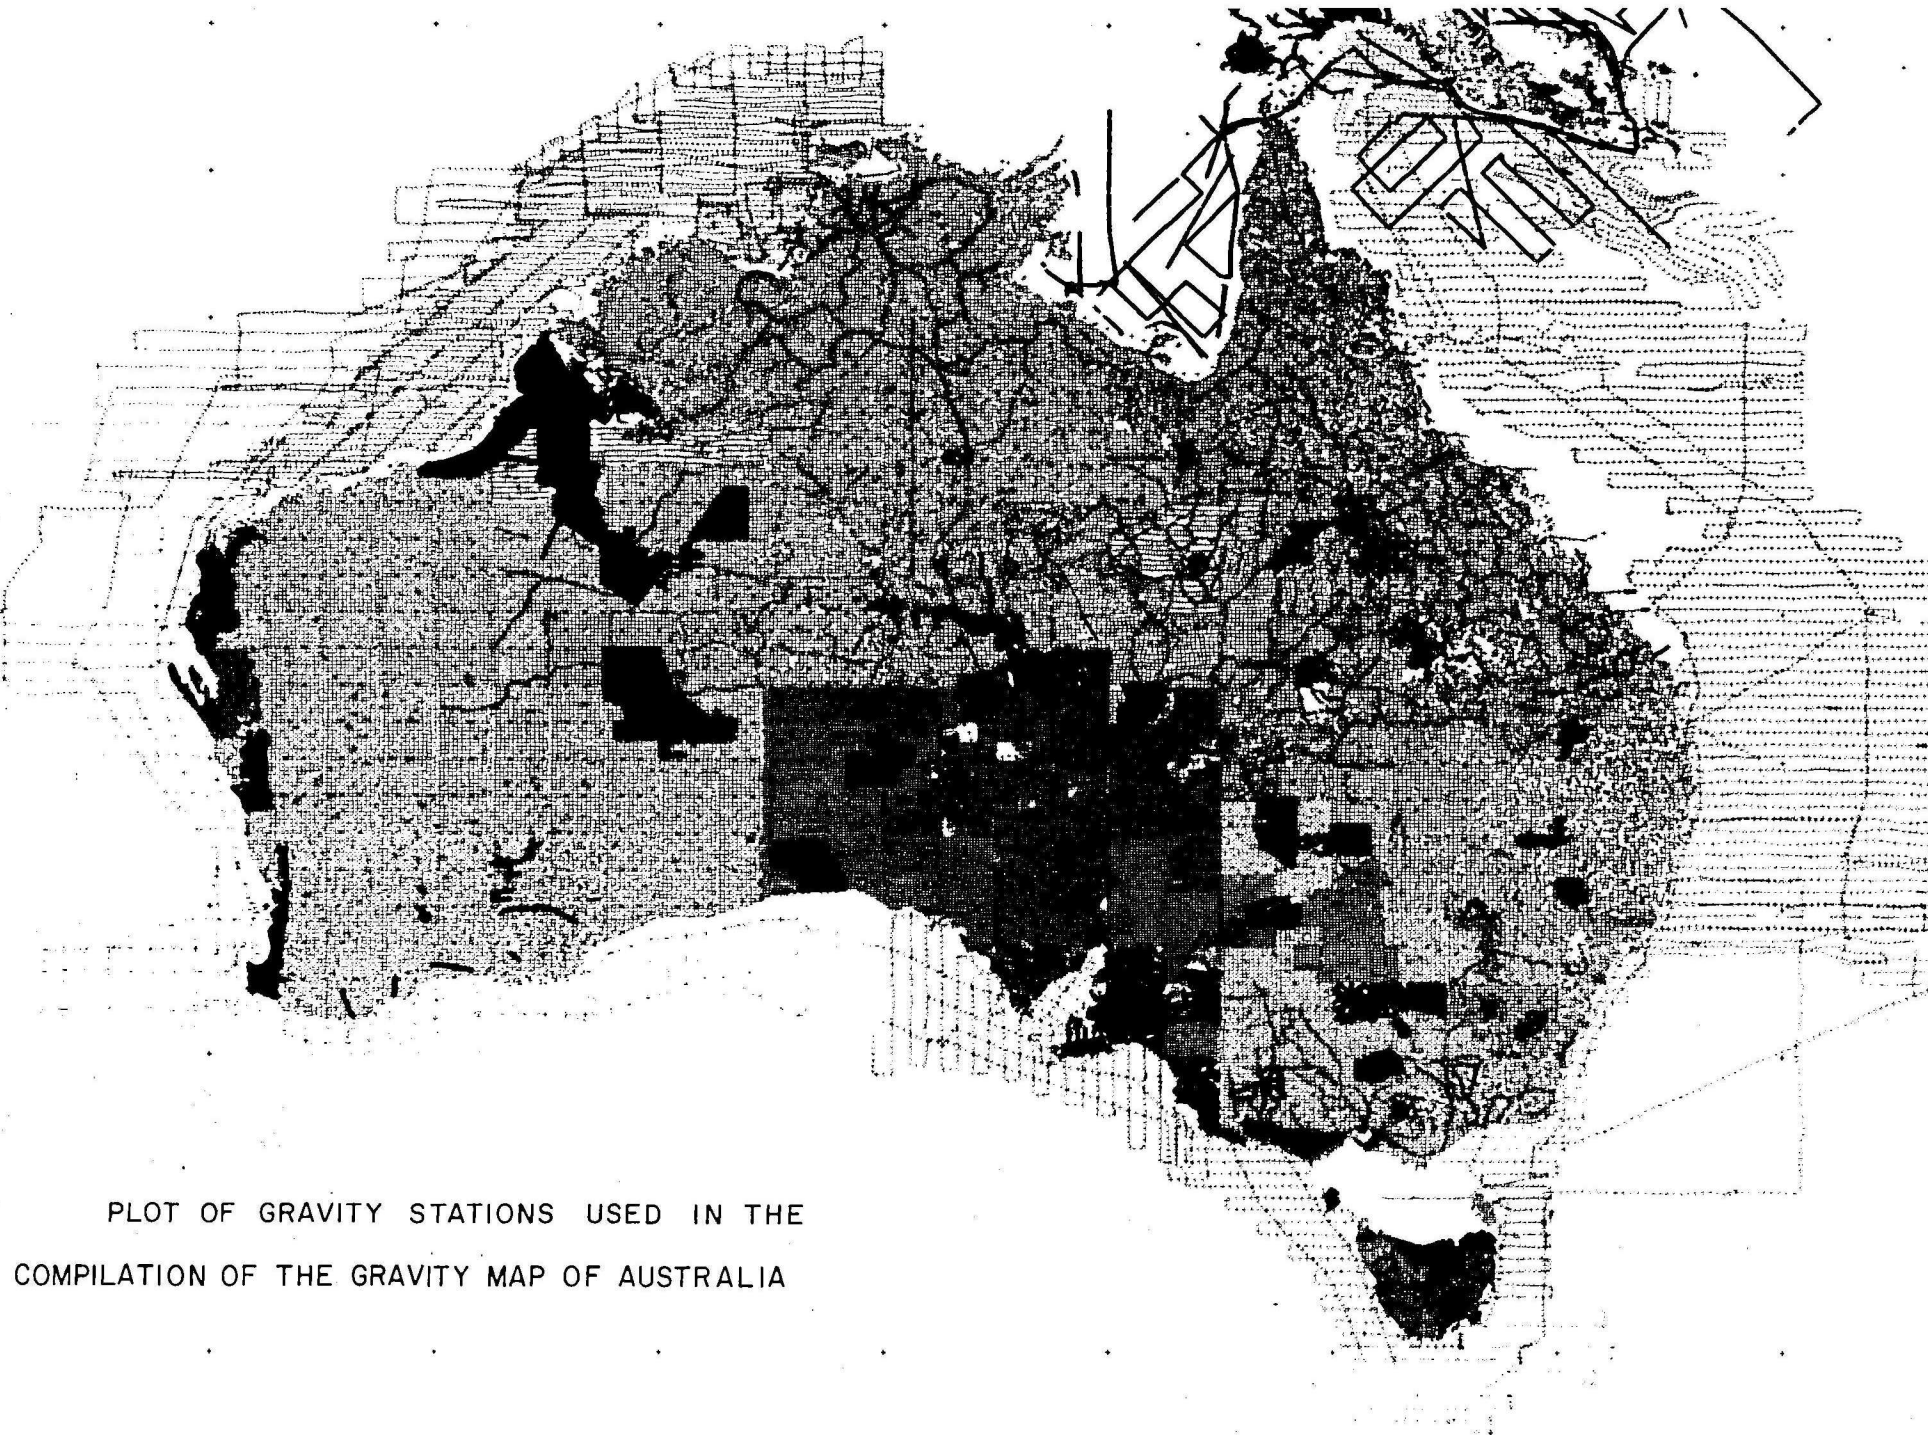 PLOT OF GRAVITY STATIONS USED IN THE
COMPILATION OF THE GRAVITY MAP OF AUSTRALIA